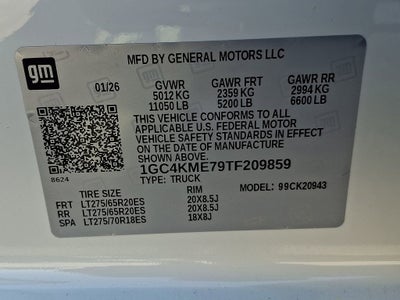 gm
MFD BY GENERAL MOTORS LLC
01/26 GVWR GAWR FRT GAWR RR
5012 KG 2359 KG 2994 KG
11050 LB 5200 LB 6600 LB
THIS VEHICLE CONFORMS TO ALL
APPLICABLE U.S. FEDERAL MOTOR
VEHICLE SAFETY STANDARDS
IN EFFECT ON THE DATE OF
MANUFACTURE SHOWN ABOVE.
1GC4KME79TF209859
8624 TYPE: TRUCK
TIRE SIZE RIM MODEL: 99CK20943
FRT LT275/65R20ES 20X8.5J
RR LT275/65R20ES 20X8.5J
SPA LT275/70R18ES 18X8J